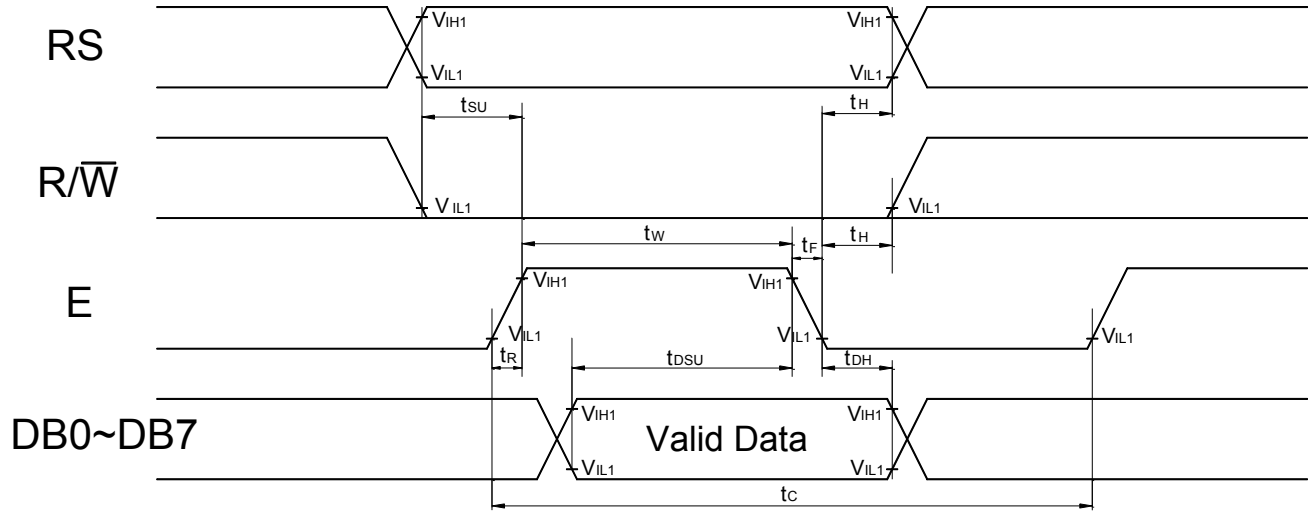 RS
VIH1
VIH1
VIL1
VIL1
tSU
tH
R/W̅
VIL1
VIL1
tW
tF
tH
E
VIH1
VIH1
VIL1
VIL1
VIL1
tR
tDSU
tDH
DB0~DB7
VIH1
Valid Data
VIH1
VIL1
VIL1
tC